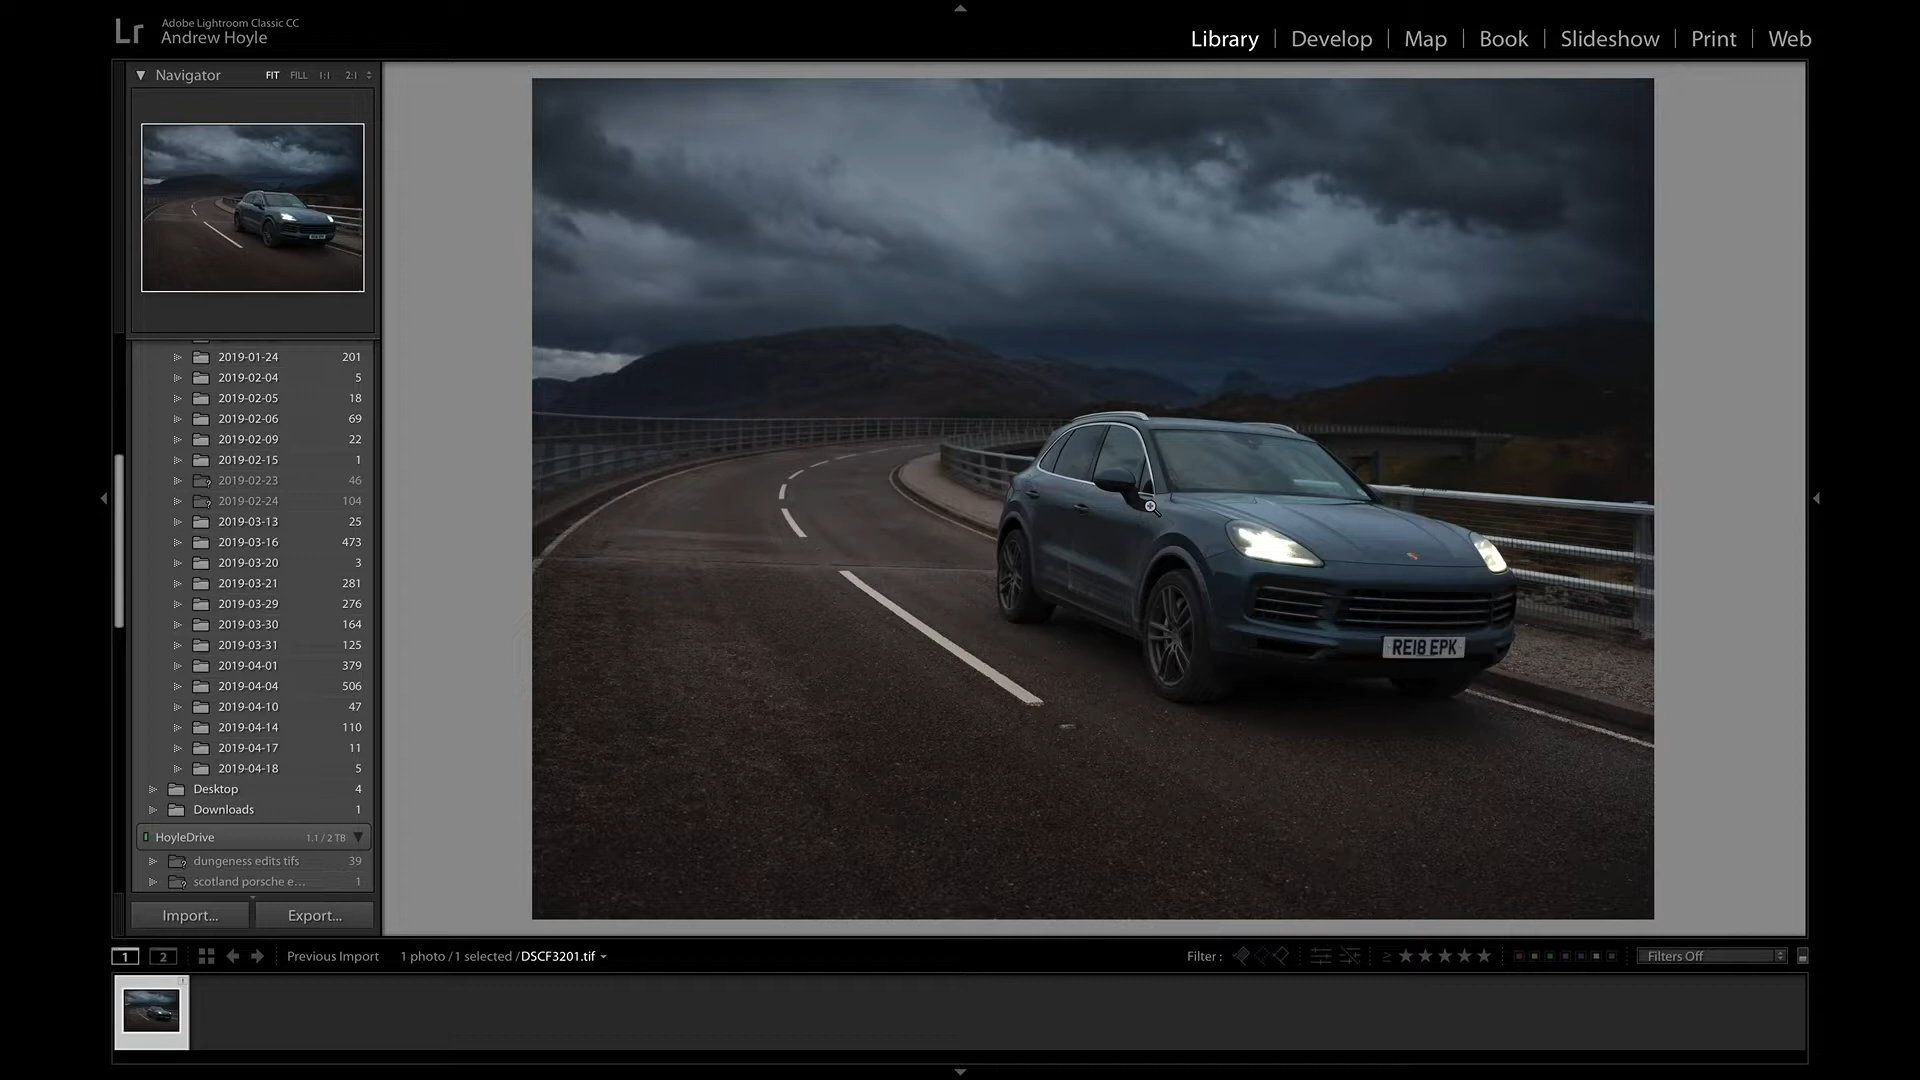 Lr
Adobe Lightroom Classic CC
Andrew Hoyle
Library | Develop | Map | Book | Slideshow | Print | Web
Navigator FIT FILL 1:1 2:1
2019-01-24 201
2019-02-04 5
2019-02-05 18
2019-02-06 69
2019-02-09 22
2019-02-15 1
2019-02-23 46
2019-02-24 104
2019-03-13 25
2019-03-16 473
2019-03-20 3
2019-03-21 281
2019-03-29 276
2019-03-30 164
2019-03-31 125
2019-04-01 379
2019-04-04 506
2019-04-10 47
2019-04-14 110
2019-04-17 11
2019-04-18 5
Desktop 4
Downloads 1
HoyleDrive 1.1 / 2 TB
dungeness edits tifs 39
scotland porsche e... 1
Import... Export...
RE18 EPK
1 2 Previous Import 1 photo / 1 selected / DSCF3201.tif Filter : ≥ ★★★★★ Filters Off